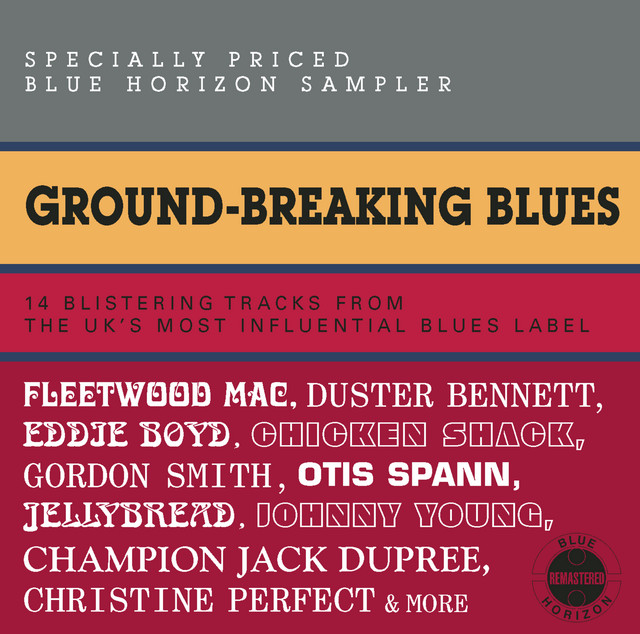 SPECIALLY PRICED
BLUE HORIZON SAMPLER
GROUND-BREAKING BLUES
14 BLISTERING TRACKS FROM
THE UK'S MOST INFLUENTIAL BLUES LABEL
FLEETWOOD MAC, DUSTER BENNETT,
EDDIE BOYD, CHICKEN SHACK,
GORDON SMITH, OTIS SPANN,
JELLYBREAD, JOHNNY YOUNG,
CHAMPION JACK DUPREE,
CHRISTINE PERFECT & MORE
BLUE
REMASTERED
HORIZON